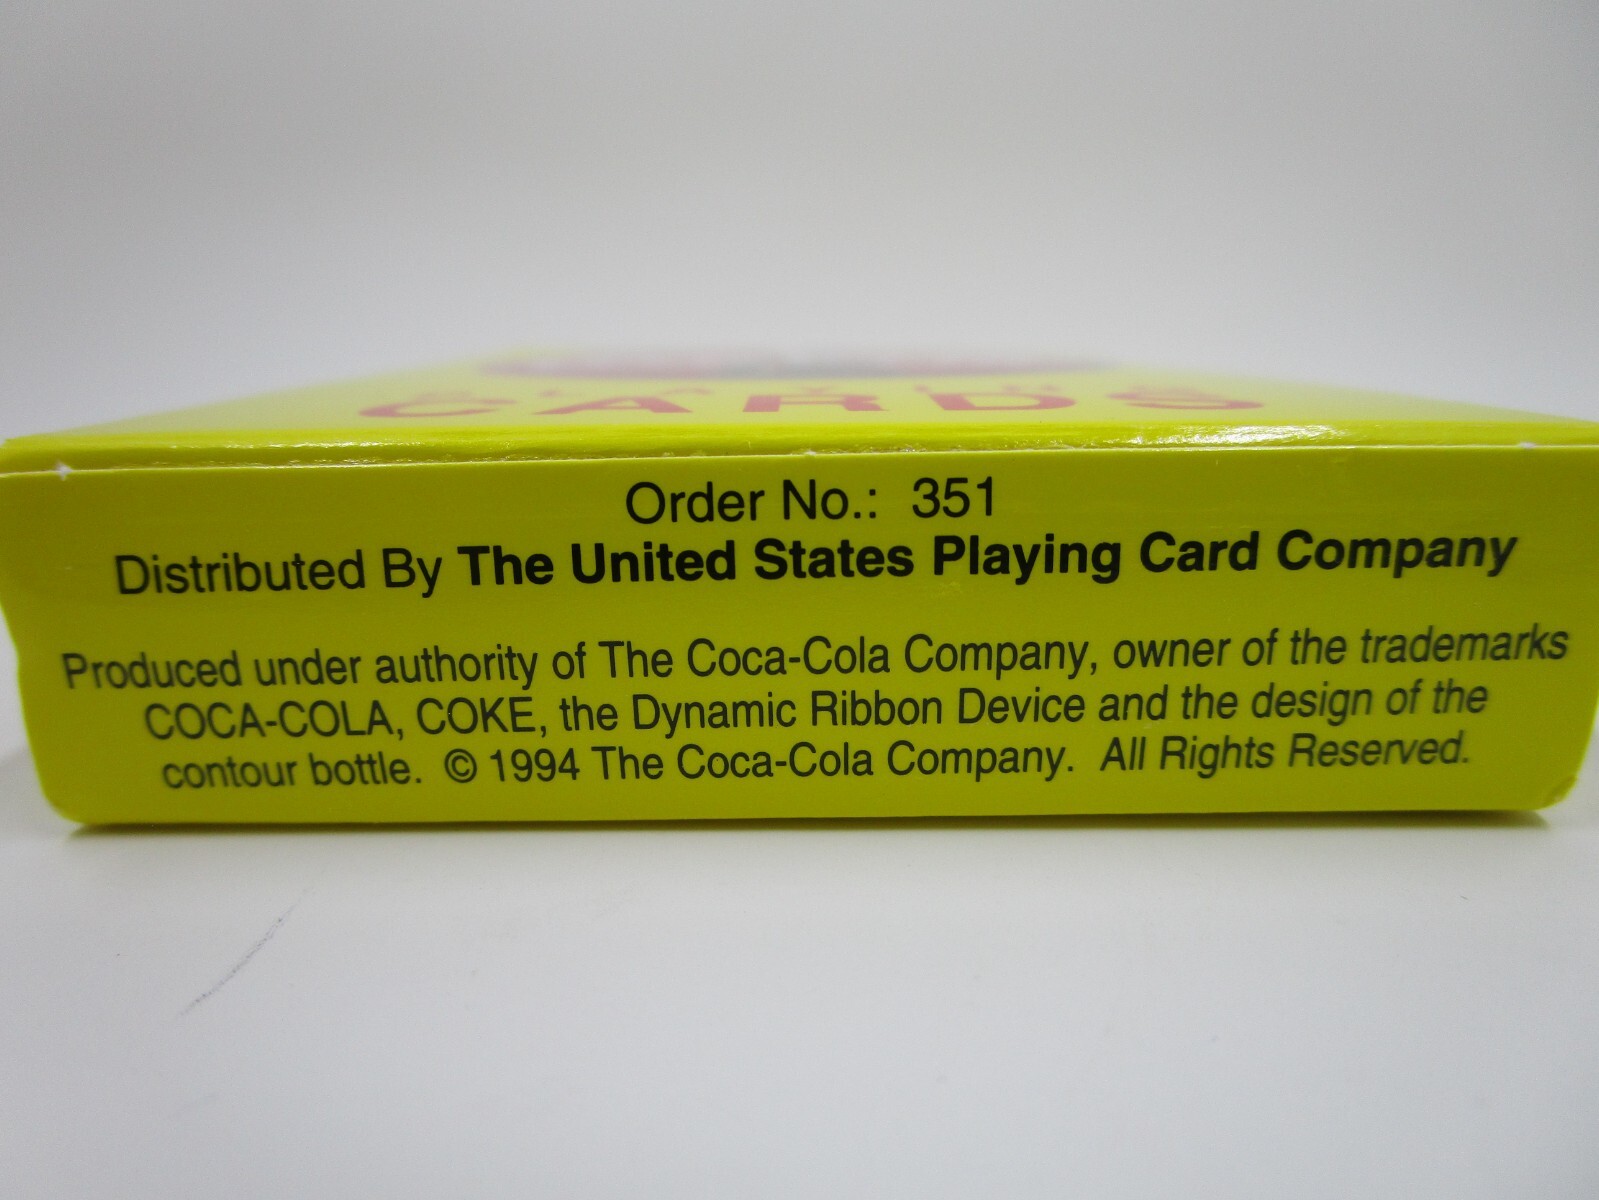 PLAYING
CARDS
Order No.: 351
Distributed By The United States Playing Card Company
Produced under authority of The Coca-Cola Company, owner of the trademarks
COCA-COLA, COKE, the Dynamic Ribbon Device and the design of the
contour bottle. © 1994 The Coca-Cola Company. All Rights Reserved.